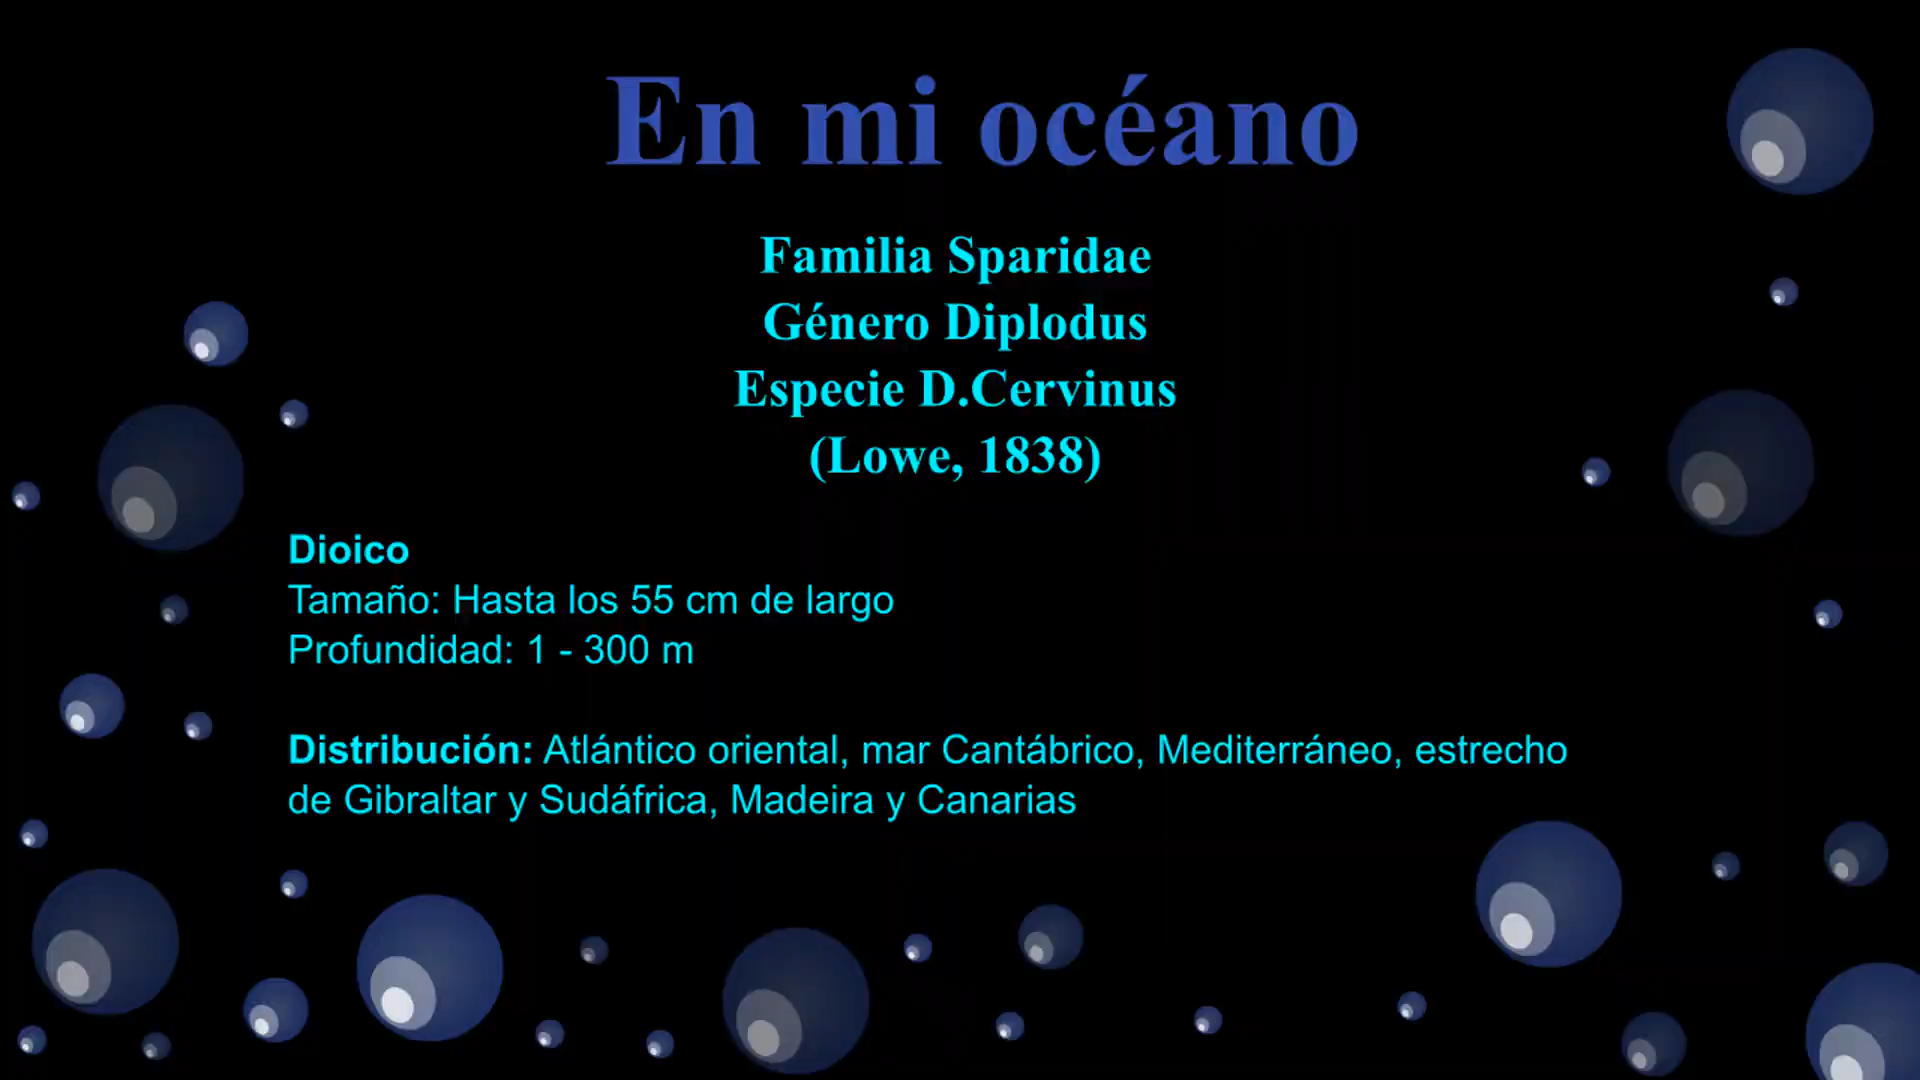 En mi océano
Familia Sparidae
Género Diplodus
Especie D.Cervinus
(Lowe, 1838)
Dioico
Tamaño: Hasta los 55 cm de largo
Profundidad: 1 - 300 m
Distribución: Atlántico oriental, mar Cantábrico, Mediterráneo, estrecho
de Gibraltar y Sudáfrica, Madeira y Canarias